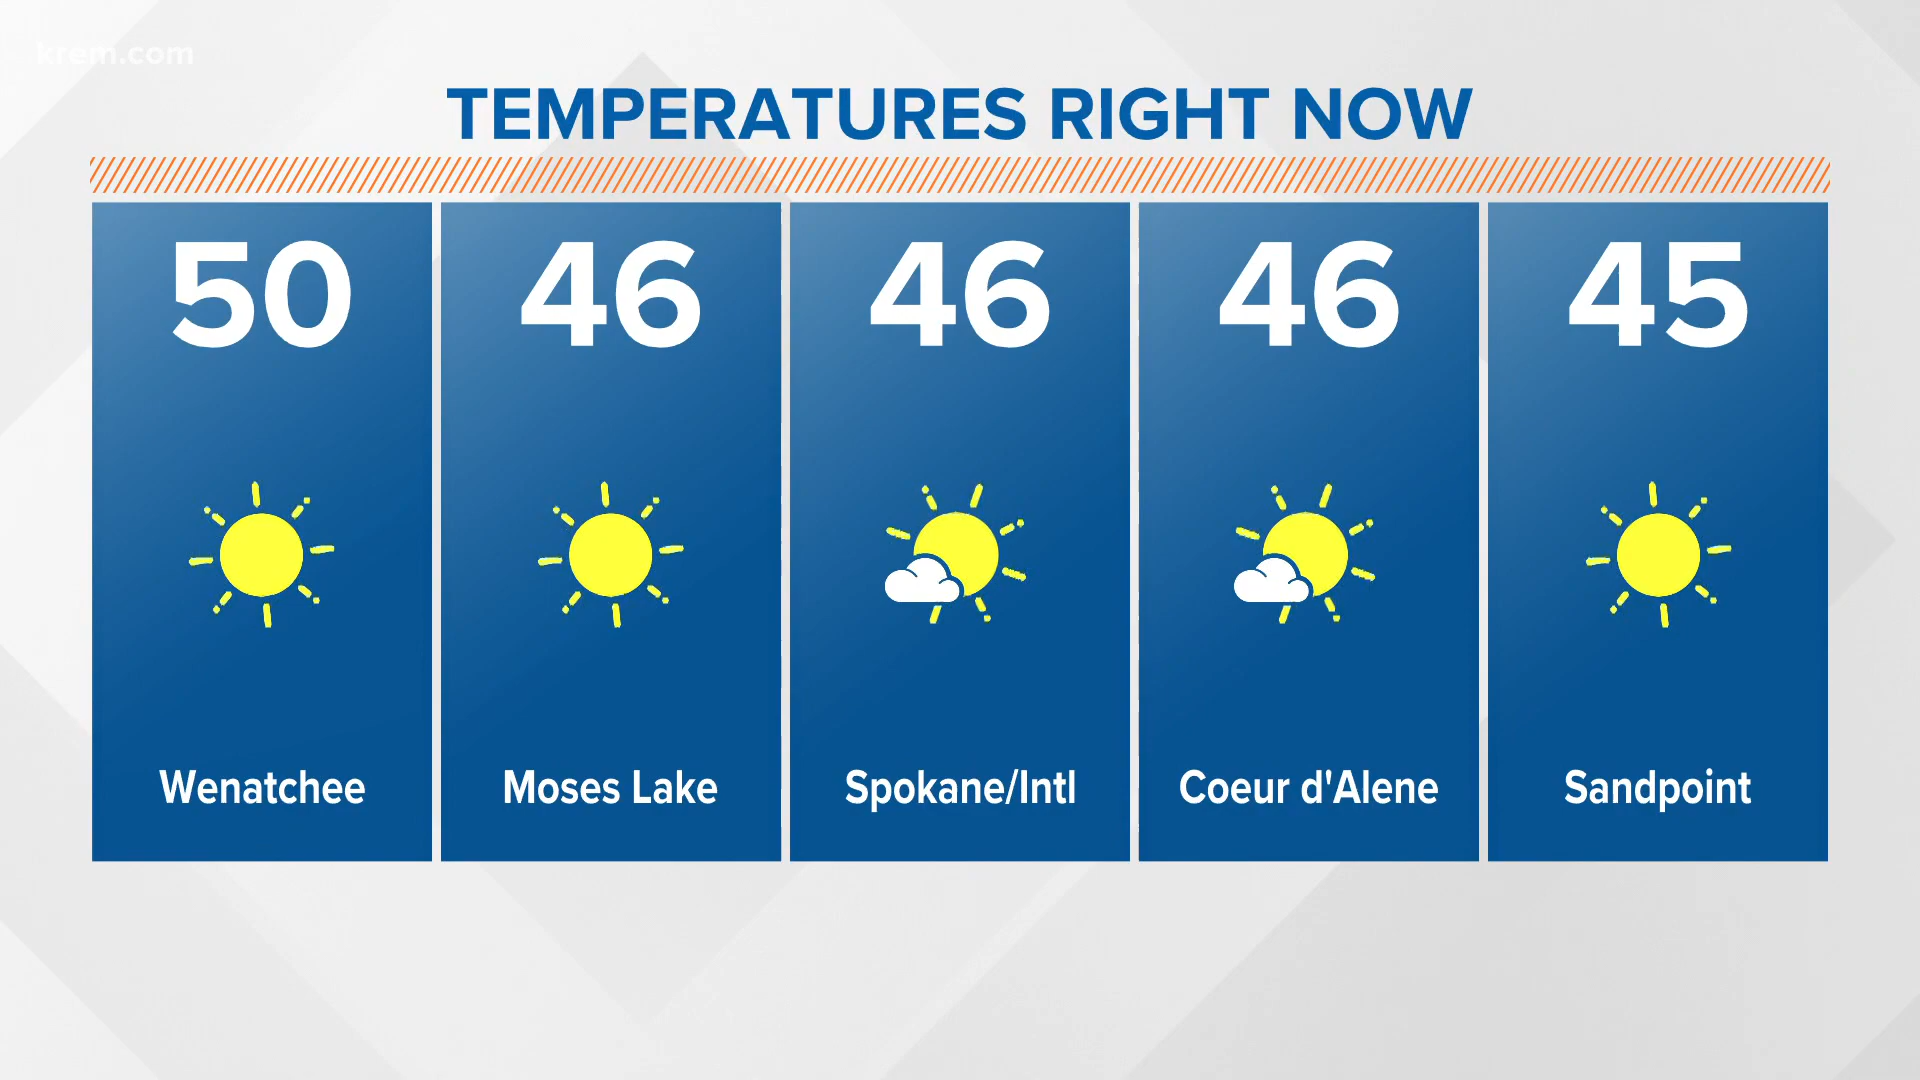 krem.com
TEMPERATURES RIGHT NOW
50 46 46 46 45
Wenatchee Moses Lake Spokane/Intl Coeur d'Alene Sandpoint